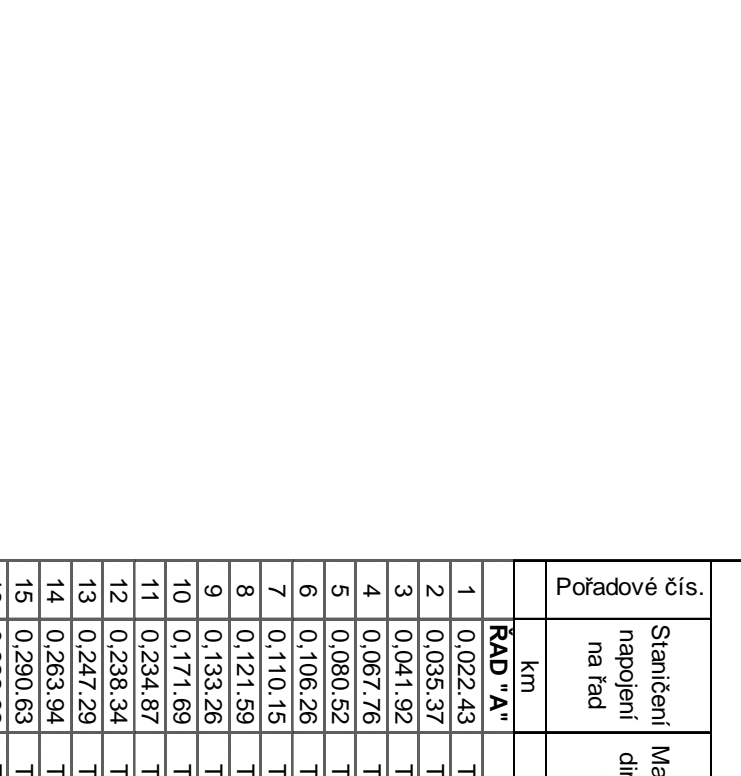 Pořadové čís.
Staničení
napojení
na řad
km
ŘAD "A"
1 0,022.43 T
2 0,035.37 T
3 0,041.92 T
4 0,067.76 T
5 0,080.52 T
6 0,106.26 T
7 0,110.15 T
8 0,121.59 T
9 0,133.26 T
10 0,171.69 T
11 0,234.87 T
12 0,238.34 T
13 0,247.29 T
14 0,263.94 T
15 0,290.63 T